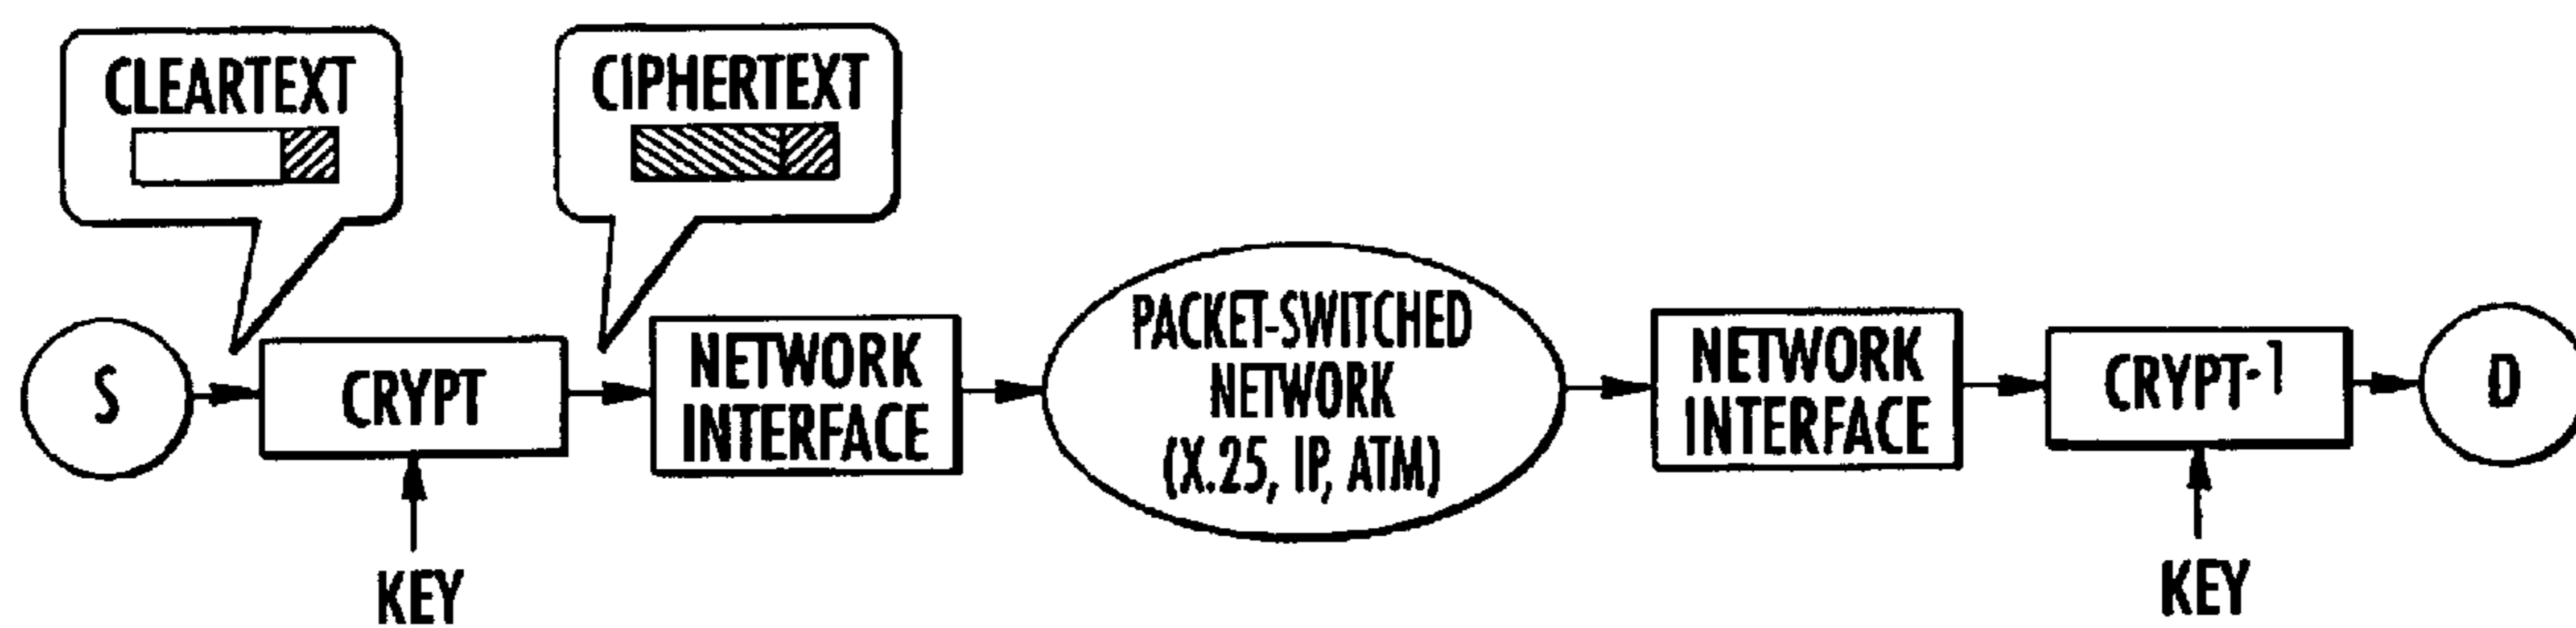 CLEARTEXT
CIPHERTEXT
S
CRYPT
NETWORK
INTERFACE
PACKET-SWITCHED
NETWORK
(X.25, IP, ATM)
NETWORK
INTERFACE
CRYPT-1
D
KEY
KEY